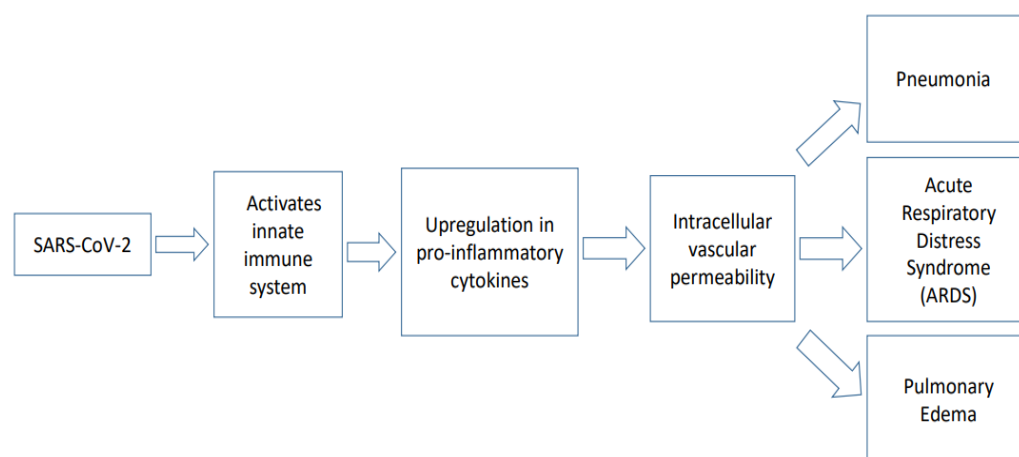 SARS-CoV-2
Activates
innate
immune
system
Upregulation in
pro-inflammatory
cytokines
Intracellular
vascular
permeability
Pneumonia
Acute
Respiratory
Distress
Syndrome
(ARDS)
Pulmonary
Edema